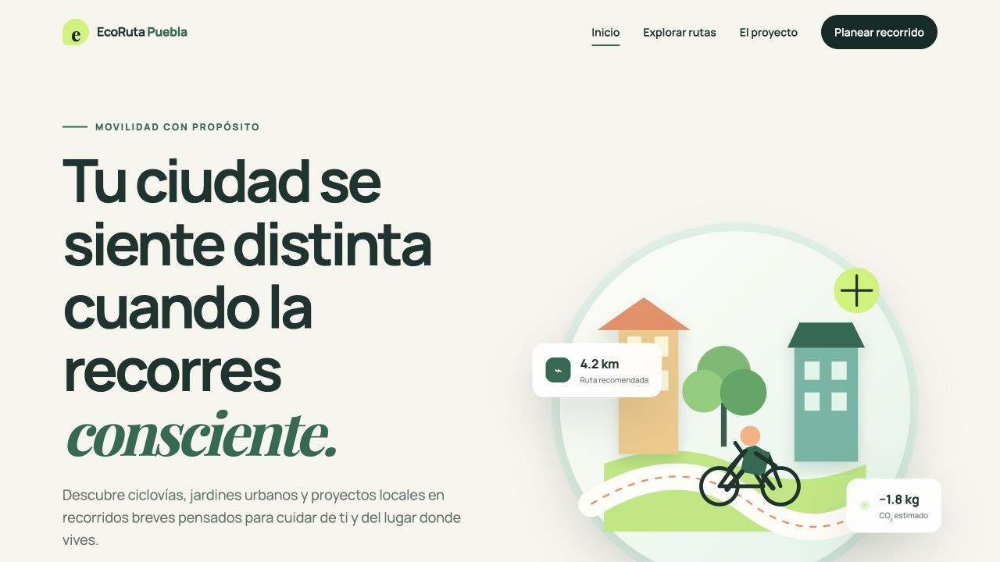 e
EcoRuta Puebla
Inicio
Explorar rutas
El proyecto
Planear recorrido
MOVILIDAD CON PROPÓSITO
Tu ciudad se
siente distinta
cuando la
recorres
consciente.
Descubre ciclovías, jardines urbanos y proyectos locales en
recorridos breves pensados para cuidar de ti y del lugar donde
vives.
4.2 km
Ruta recomendada
−1.8 kg
CO₂ estimado